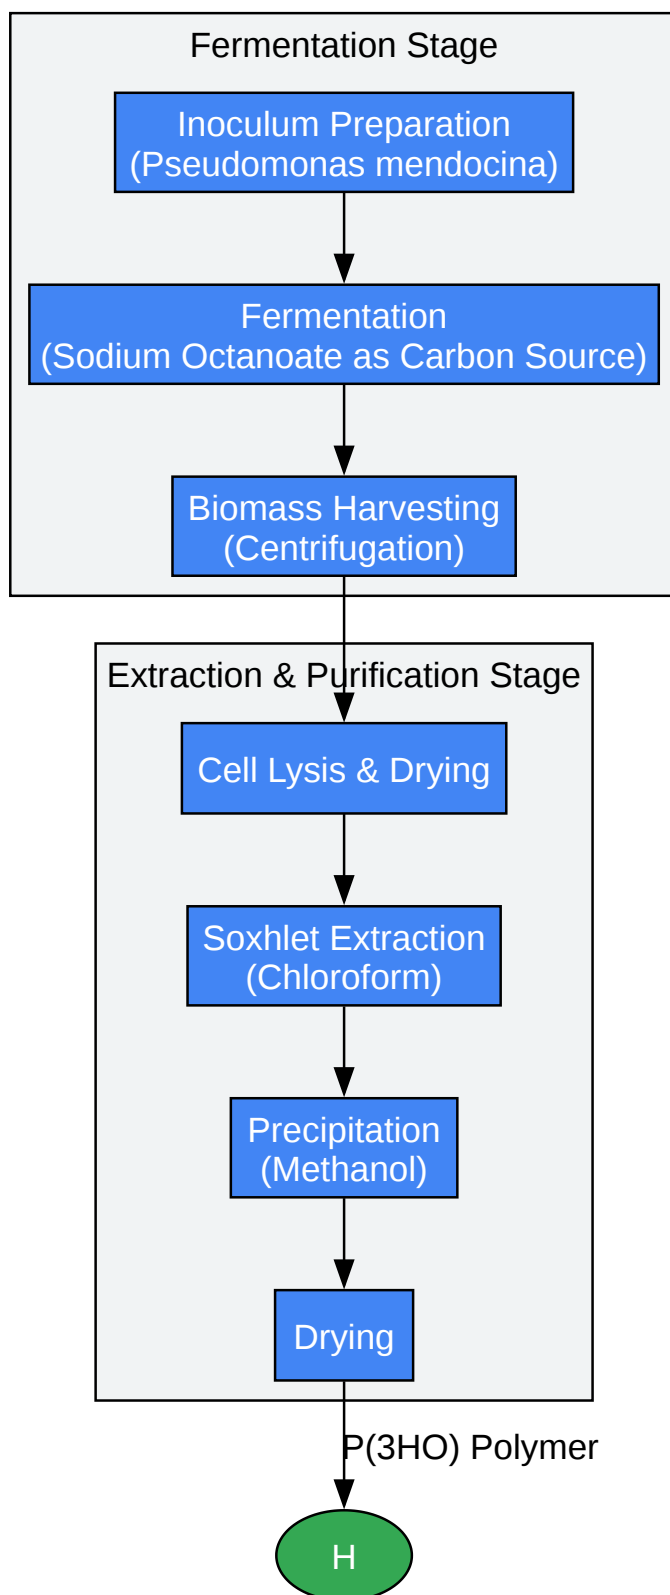 Fermentation Stage
Inoculum Preparation
(Pseudomonas mendocina)
Fermentation
(Sodium Octanoate as Carbon Source)
Biomass Harvesting
(Centrifugation)
Extraction & Purification Stage
Cell Lysis & Drying
Soxhlet Extraction
(Chloroform)
Precipitation
(Methanol)
Drying
P(3HO) Polymer
H